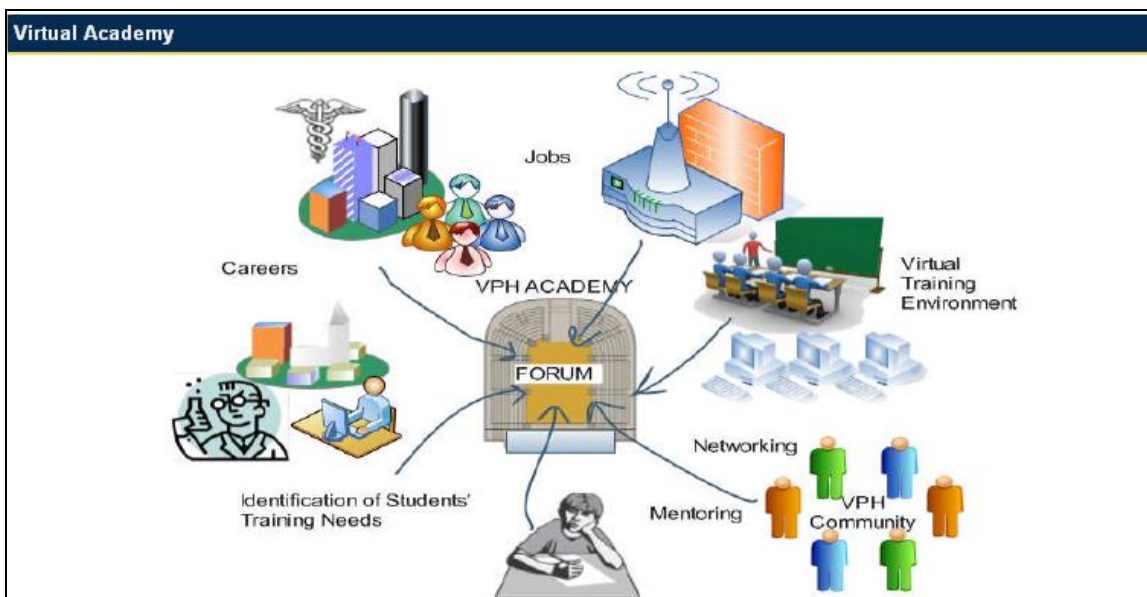 Virtual Academy
Jobs
Careers
VPH ACADEMY
Virtual
Training
Environment
FORUM
Networking
Identification of Students'
Training Needs
Mentoring
VPH
Community